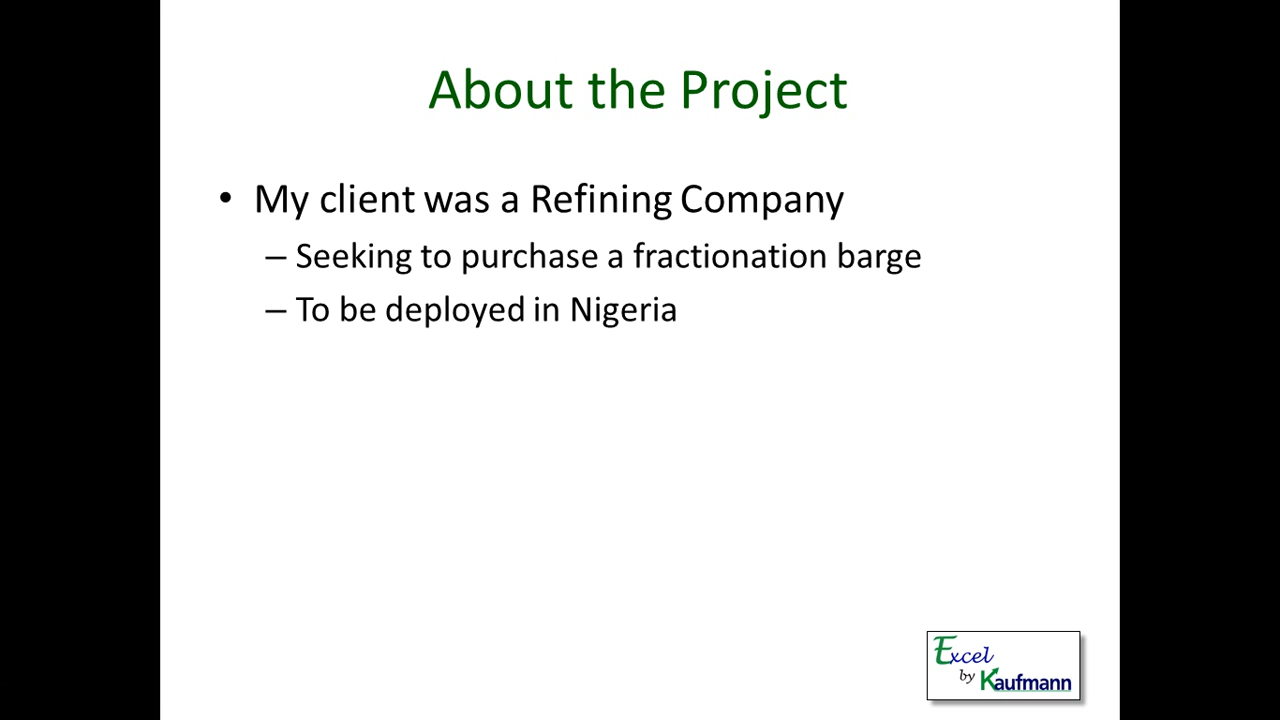 About the Project
• My client was a Refining Company
– Seeking to purchase a fractionation barge
– To be deployed in Nigeria
Excel
by Kaufmann